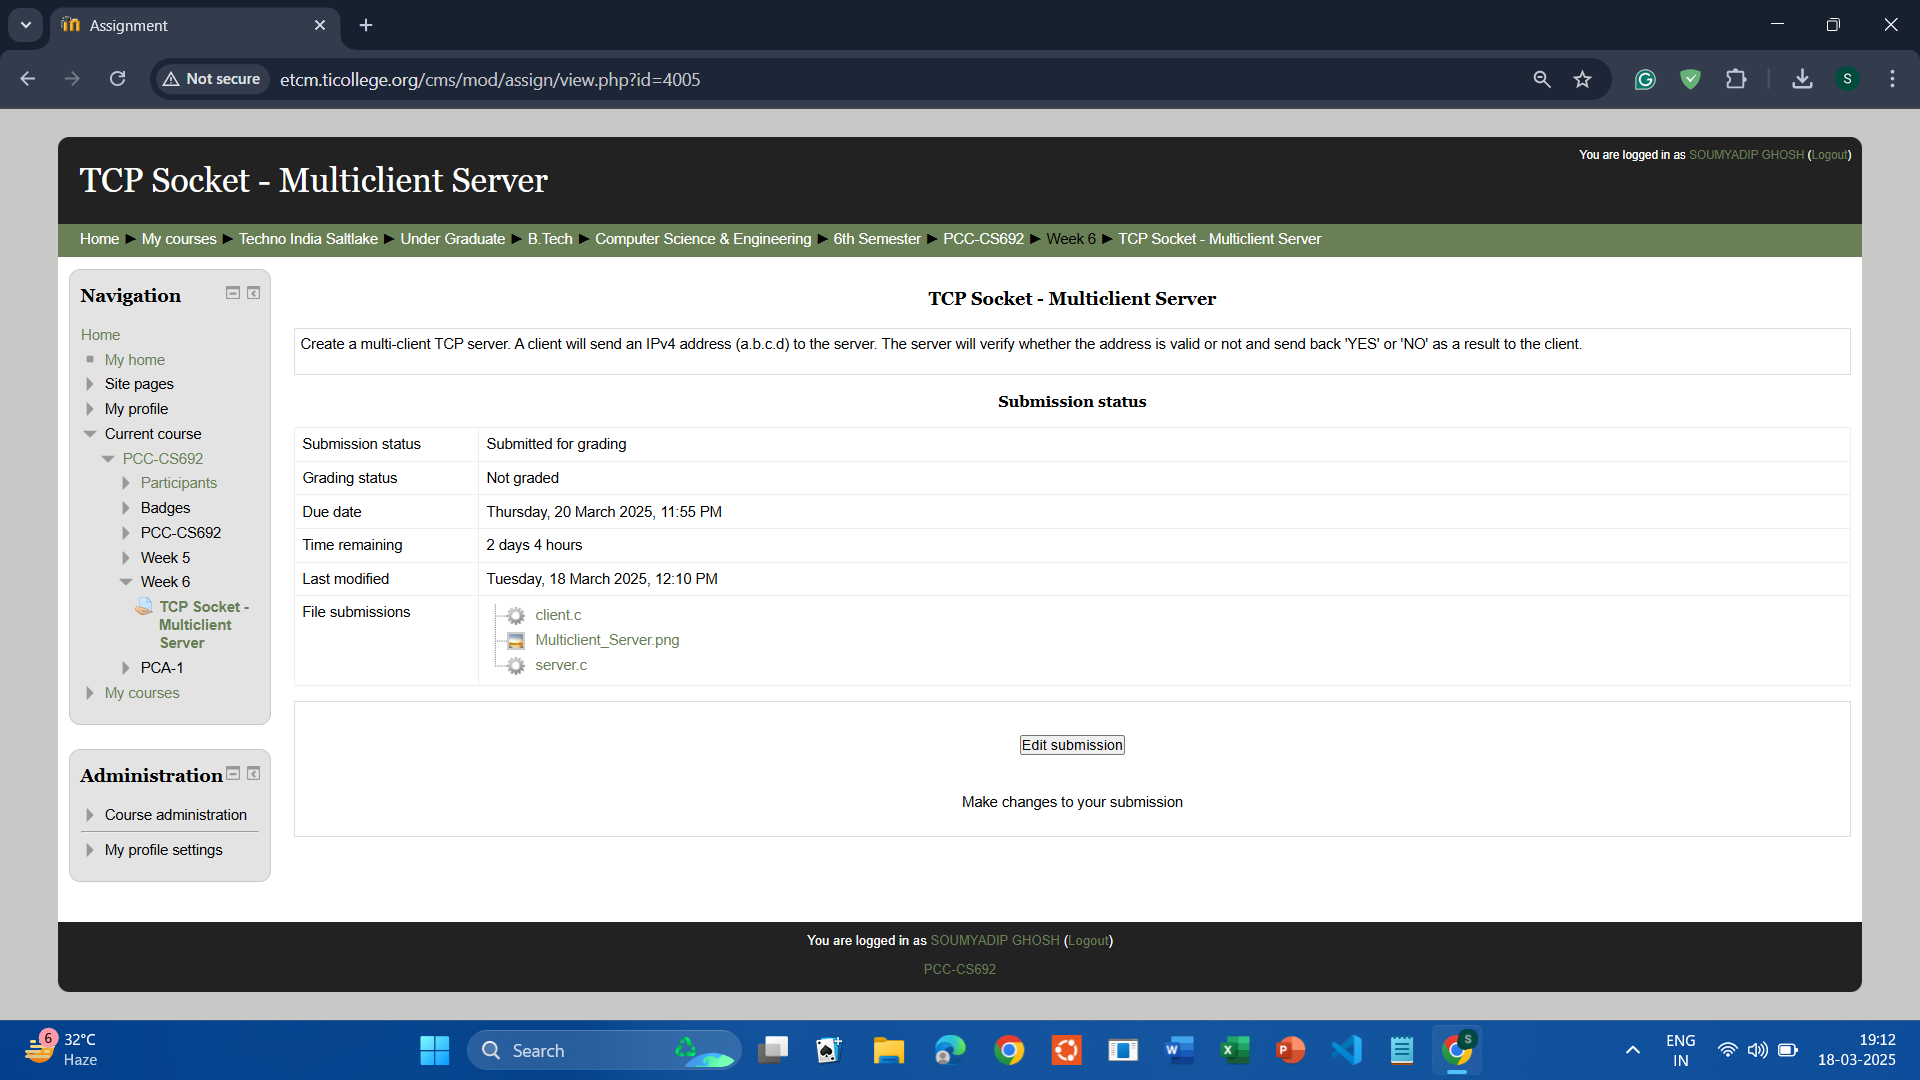 Assignment
Not secure
etcm.ticollege.org/cms/mod/assign/view.php?id=4005
S
You are logged in as SOUMYADIP GHOSH (Logout)
TCP Socket - Multiclient Server
Home ► My courses ► Techno India Saltlake ► Under Graduate ► B.Tech ► Computer Science & Engineering ► 6th Semester ► PCC-CS692 ► Week 6 ► TCP Socket - Multiclient Server
Navigation
Home
My home
Site pages
My profile
Current course
PCC-CS692
Participants
Badges
PCC-CS692
Week 5
Week 6
TCP Socket -
Multiclient
Server
PCA-1
My courses
Administration
Course administration
My profile settings
TCP Socket - Multiclient Server
Create a multi-client TCP server. A client will send an IPv4 address (a.b.c.d) to the server. The server will verify whether the address is valid or not and send back 'YES' or 'NO' as a result to the client.
Submission status
Submission status Submitted for grading
Grading status Not graded
Due date Thursday, 20 March 2025, 11:55 PM
Time remaining 2 days 4 hours
Last modified Tuesday, 18 March 2025, 12:10 PM
File submissions client.c
Multiclient_Server.png
server.c
Edit submission
Make changes to your submission
You are logged in as SOUMYADIP GHOSH (Logout)
PCC-CS692
6
32°C
Haze
Search
S
ENG
IN
19:12
18-03-2025